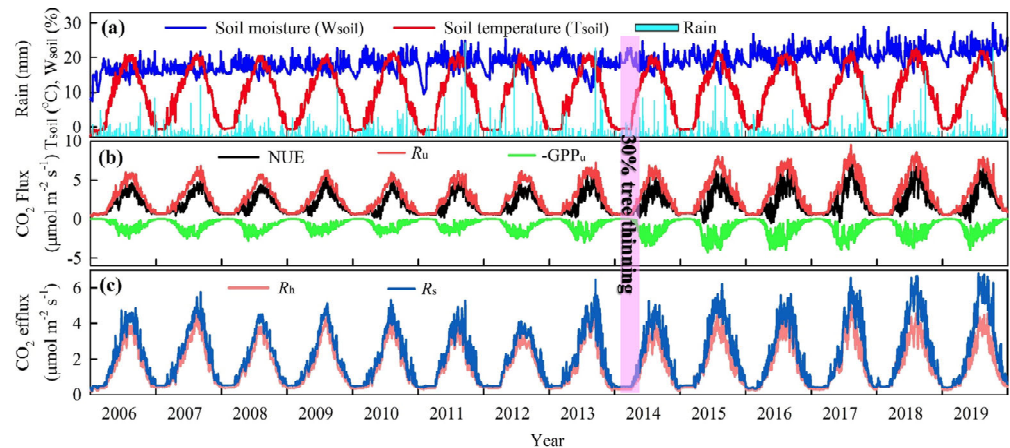 (a) Soil moisture (Wsoil) Soil temperature (Tsoil) Rain
Rain (mm)
Tsoil (°C), Wsoil (%)
30
20
10
0
(b) NUE Ru -GPPu
CO2 Flux
(μmol m-2 s-1)
10
5
0
-5
30% tree thinning
(c) Rh Rs
CO2 efflux
(μmol m-2 s-1)
6
4
2
0
2006 2007 2008 2009 2010 2011 2012 2013 2014 2015 2016 2017 2018 2019
Year